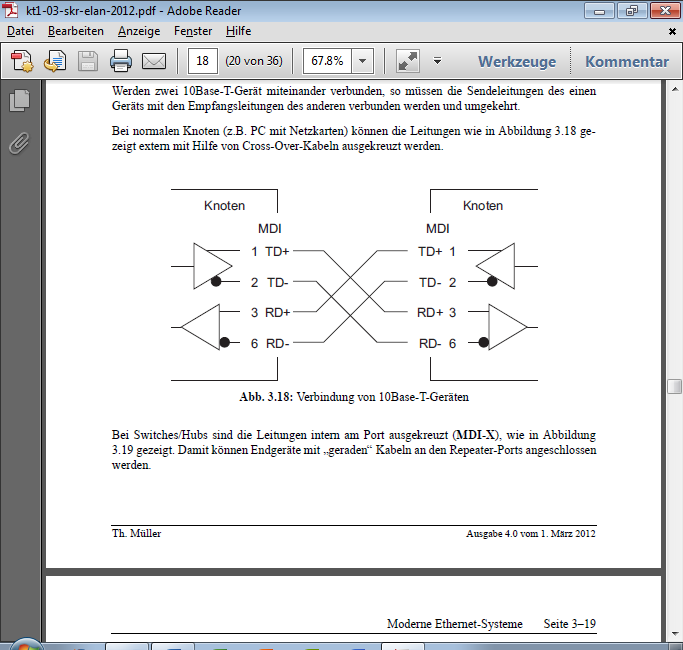 kt1-03-skr-elan-2012.pdf - Adobe Reader
Datei Bearbeiten Anzeige Fenster Hilfe
18 (20 von 36) 67.8% Werkzeuge Kommentar
Werden zwei 10Base-T-Gerät miteinander verbunden, so müssen die Sendeleitungen des einen
Geräts mit den Empfangsleitungen des anderen verbunden werden und umgekehrt.
Bei normalen Knoten (z.B. PC mit Netzkarten) können die Leitungen wie in Abbildung 3.18 ge-
zeigt extern mit Hilfe von Cross-Over-Kabeln ausgekreuzt werden.
Knoten Knoten
MDI MDI
1 TD+ TD+ 1
2 TD- TD- 2
3 RD+ RD+ 3
6 RD- RD- 6
Abb. 3.18: Verbindung von 10Base-T-Geräten
Bei Switches/Hubs sind die Leitungen intern am Port ausgekreuzt (MDI-X), wie in Abbildung
3.19 gezeigt. Damit können Endgeräte mit „geraden“ Kabeln an den Repeater-Ports angeschlossen
werden.
Th. Müller Ausgabe 4.0 vom 1. März 2012
Moderne Ethernet-Systeme Seite 3–19